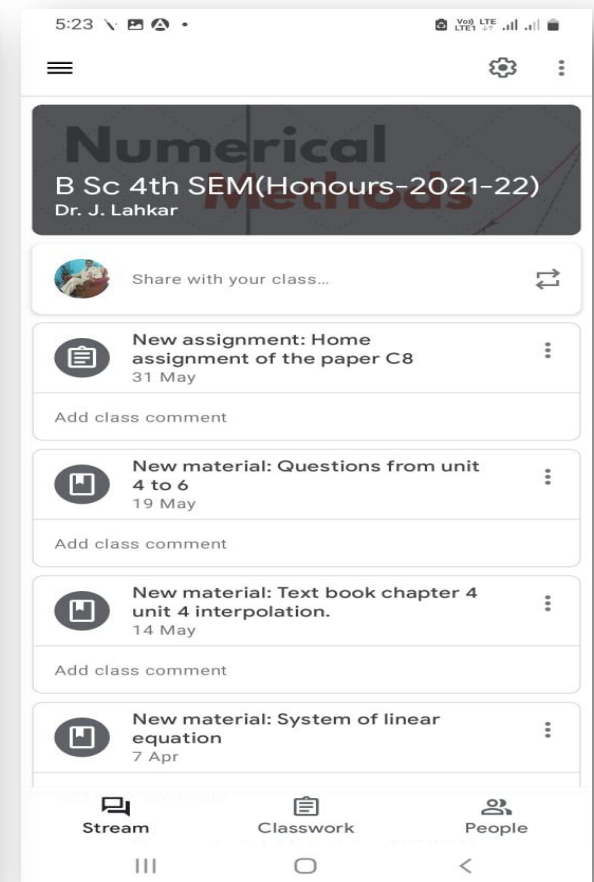 5:23
Vo)) LTE
LTE1
Numerical
Methods
B Sc 4th SEM(Honours-2021-22)
Dr. J. Lahkar
Share with your class...
New assignment: Home
assignment of the paper C8
31 May
Add class comment
New material: Questions from unit
4 to 6
19 May
Add class comment
New material: Text book chapter 4
unit 4 interpolation.
14 May
Add class comment
New material: System of linear
equation
7 Apr
Stream Classwork People